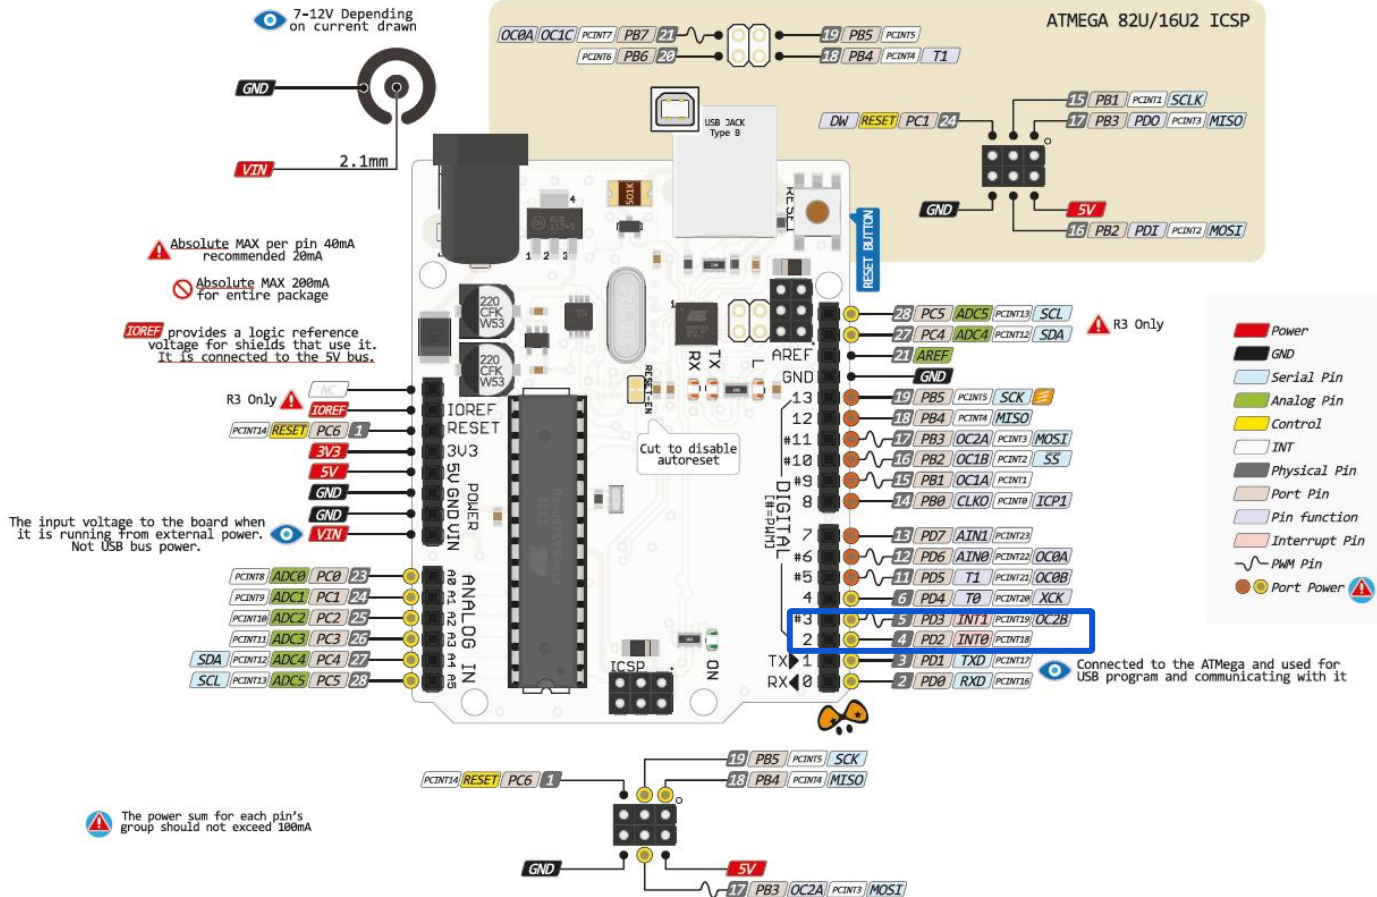 7-12V Depending
on current drawn
GND
VIN
2.1mm
ATMEGA 82U/16U2 ICSP
OC0A OC1C PCINT7 PB7 21
19 PB5 PCINT5
PCINT6 PB6 20
18 PB4 PCINT4 T1
USB JACK
Type B
15 PB1 PCINT1 SCLK
DW RESET PC1 24
17 PB3 PDO PCINT3 MISO
GND
5V
16 PB2 PDI PCINT2 MOSI
RESET
RESET BUTTON
501K
4
1 2 3
220
CFK
W53
220
CFK
W53
Absolute MAX per pin 40mA
recommended 20mA
Absolute MAX 200mA
for entire package
IOREF provides a logic reference
voltage for shields that use it.
It is connected to the 5V bus.
R3 Only
NC
IOREF
PCINT14 RESET PC6 1
3V3
5V
GND
GND
VIN
The input voltage to the board when
it is running from external power.
Not USB bus power.
IOREF
RESET
3V3
5V
GND
VIN
POWER
PCINT8 ADC0 PC0 23
PCINT9 ADC1 PC1 24
PCINT10 ADC2 PC2 25
PCINT11 ADC3 PC3 26
SDA PCINT12 ADC4 PC4 27
SCL PCINT13 ADC5 PC5 28
A0
A1
A2
A3
A4
A5
ANALOG IN
RESET-EN
Cut to disable
autoreset
1
RX
TX
L
ICSP
ON
AREF
GND
13
12
#11
#10
#9
8
7
#6
#5
4
#3
2
TX 1
RX 0
DIGITAL
[#=PWM]
28 PC5 ADC5 PCINT13 SCL
27 PC4 ADC4 PCINT12 SDA
R3 Only
21 AREF
GND
19 PB5 PCINT5 SCK
18 PB4 PCINT4 MISO
17 PB3 OC2A PCINT3 MOSI
16 PB2 OC1B PCINT2 SS
15 PB1 OC1A PCINT1
14 PB0 CLKO PCINT0 ICP1
13 PD7 AIN1 PCINT23
12 PD6 AIN0 PCINT22 OC0A
11 PD5 T1 PCINT21 OC0B
6 PD4 T0 PCINT20 XCK
5 PD3 INT1 PCINT19 OC2B
4 PD2 INT0 PCINT18
3 PD1 TXD PCINT17
2 PD0 RXD PCINT16
Connected to the ATMega and used for
USB program and communicating with it
Power
GND
Serial Pin
Analog Pin
Control
INT
Physical Pin
Port Pin
Pin function
Interrupt Pin
PWM Pin
Port Power
19 PB5 PCINT5 SCK
PCINT14 RESET PC6 1
18 PB4 PCINT4 MISO
GND
5V
17 PB3 OC2A PCINT3 MOSI
The power sum for each pin's
group should not exceed 100mA